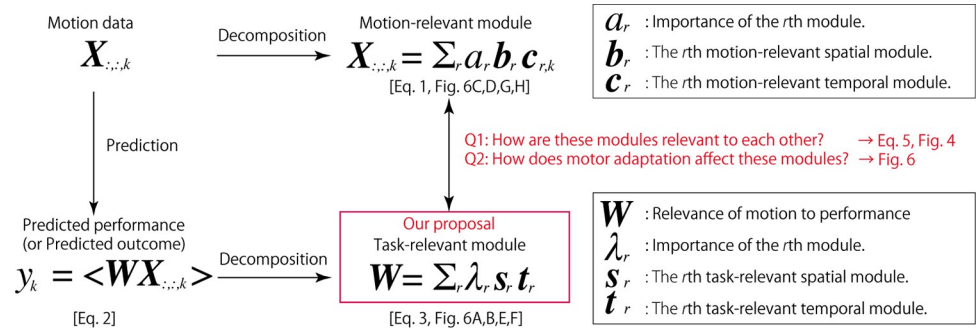 Motion data
X:,:,k
Decomposition
Motion-relevant module
X:,:,k = Σr ar br cr,k
[Eq. 1, Fig. 6C,D,G,H]
ar : Importance of the rth module.
br : The rth motion-relevant spatial module.
cr : The rth motion-relevant temporal module.
Prediction
Q1: How are these modules relevant to each other? → Eq. 5, Fig. 4
Q2: How does motor adaptation affect these modules? → Fig. 6
Predicted performance
(or Predicted outcome)
yk = <WX:,:,k>
[Eq. 2]
Decomposition
Our proposal
Task-relevant module
W= Σr λr sr tr
[Eq. 3, Fig. 6A,B,E,F]
W : Relevance of motion to performance
λr : Importance of the rth module.
sr : The rth task-relevant spatial module.
tr : The rth task-relevant temporal module.